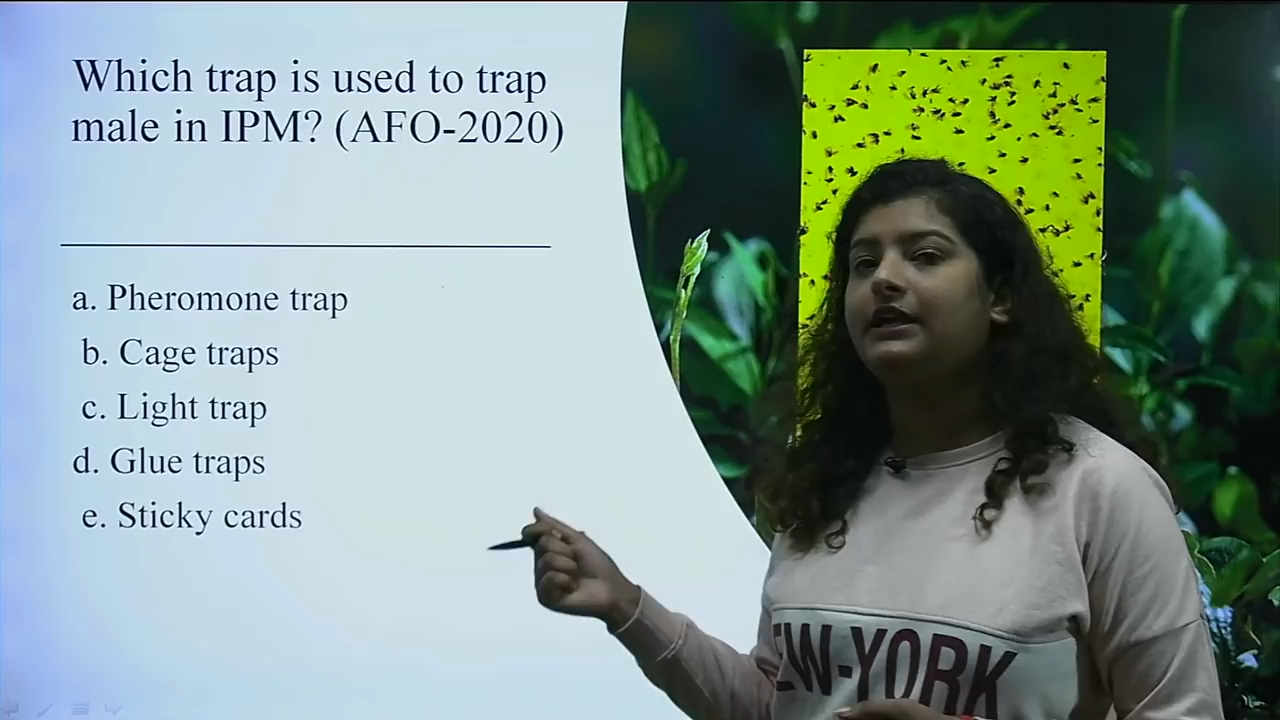 Which trap is used to trap
male in IPM? (AFO-2020)
a. Pheromone trap
b. Cage traps
c. Light trap
d. Glue traps
e. Sticky cards
EW-YORK